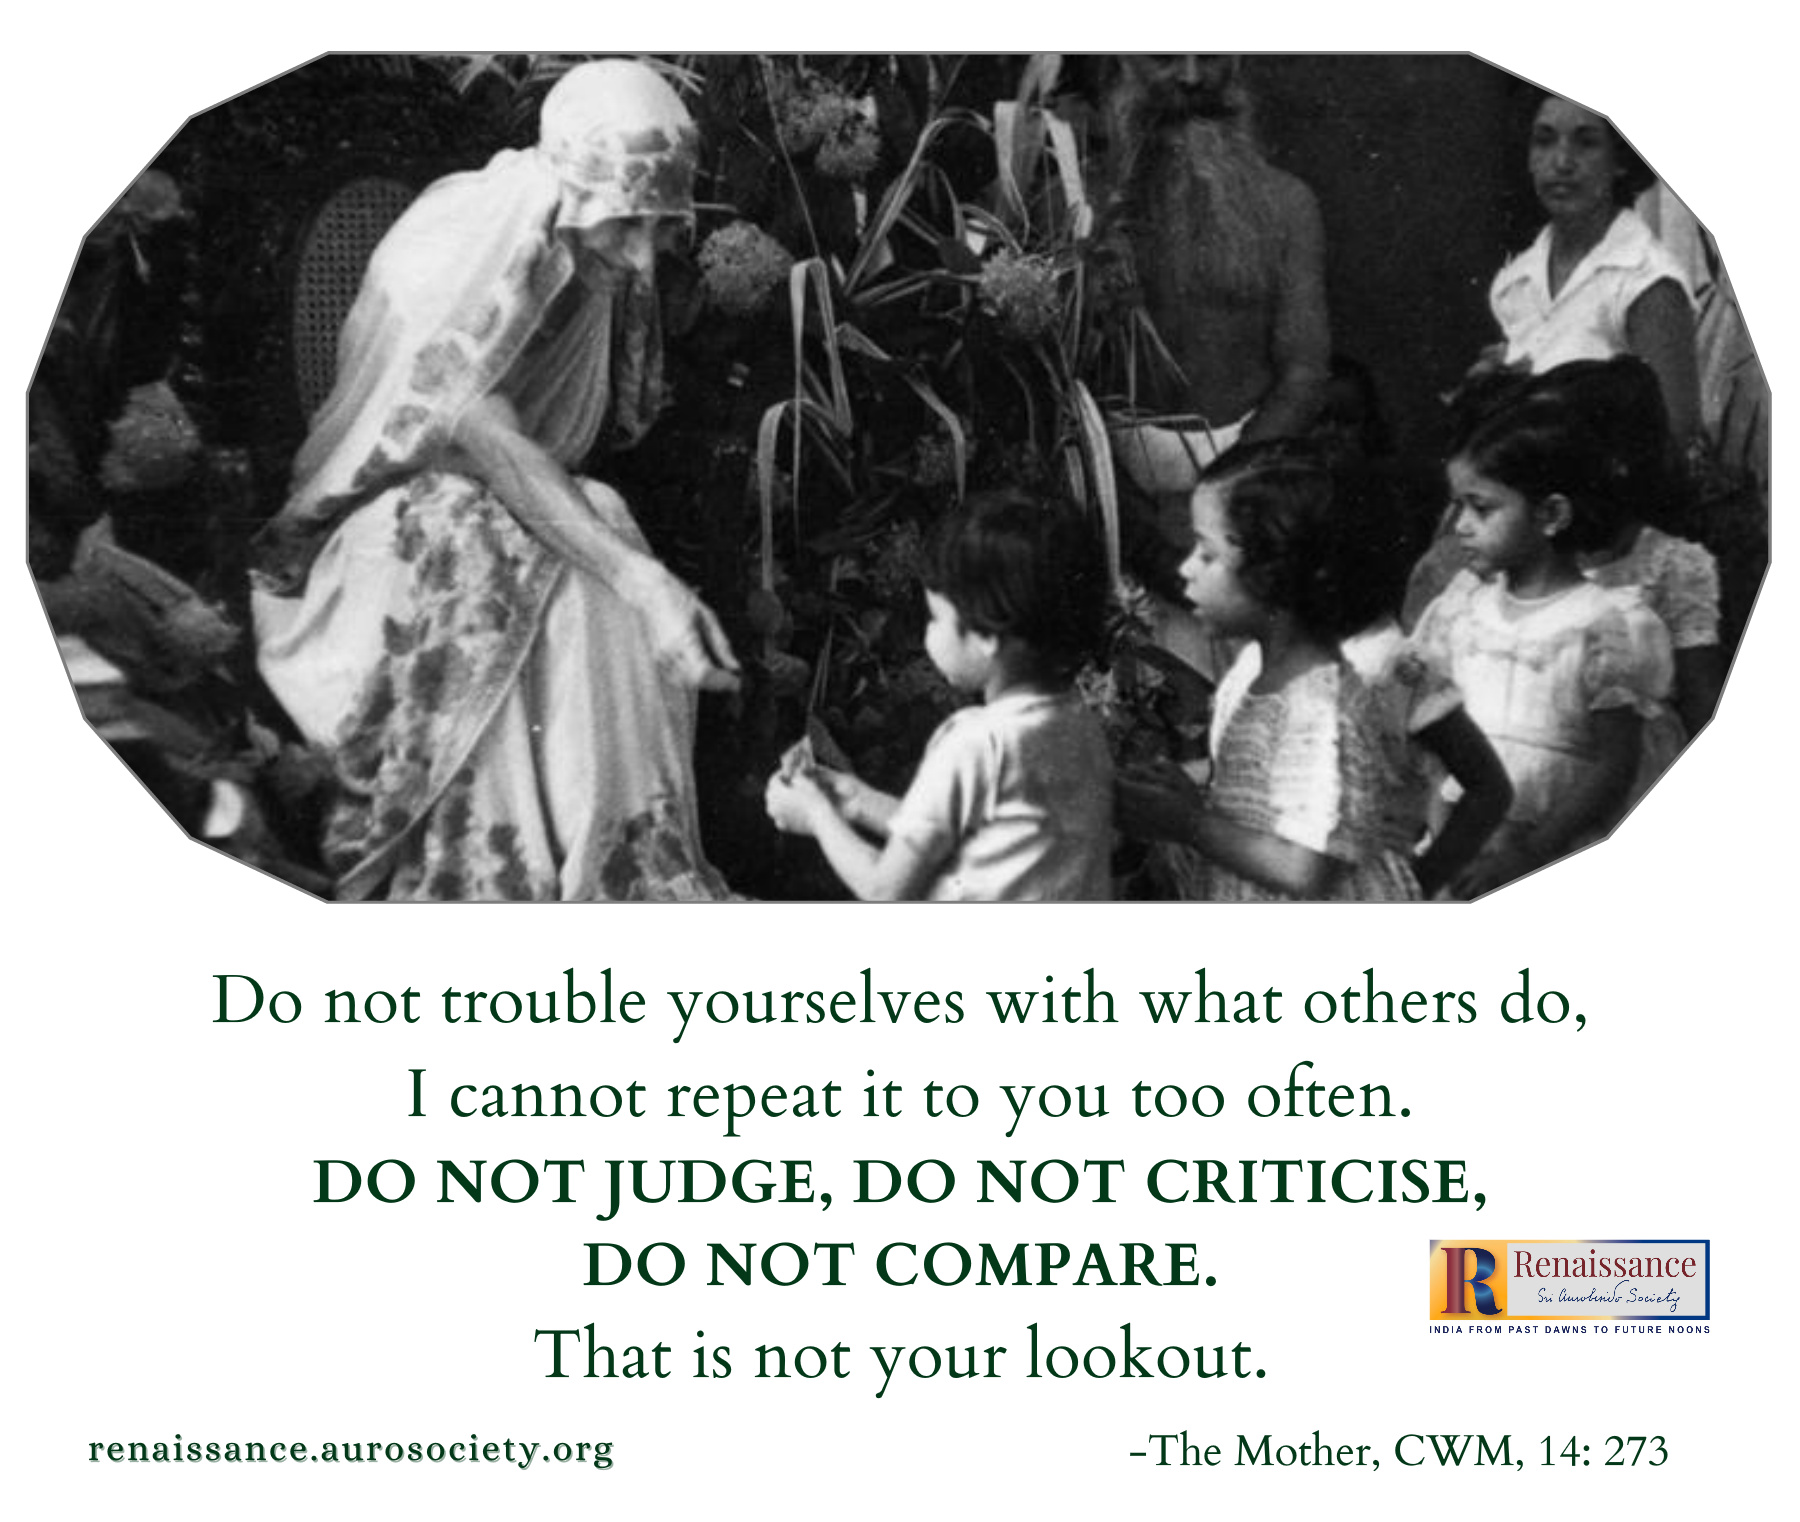 Do not trouble yourselves with what others do,
I cannot repeat it to you too often.
DO NOT JUDGE, DO NOT CRITICISE,
DO NOT COMPARE.
That is not your lookout.
R Renaissance
Sri Aurobindo Society
INDIA FROM PAST DAWNS TO FUTURE NOONS
renaissance.aurosociety.org
-The Mother, CWM, 14: 273